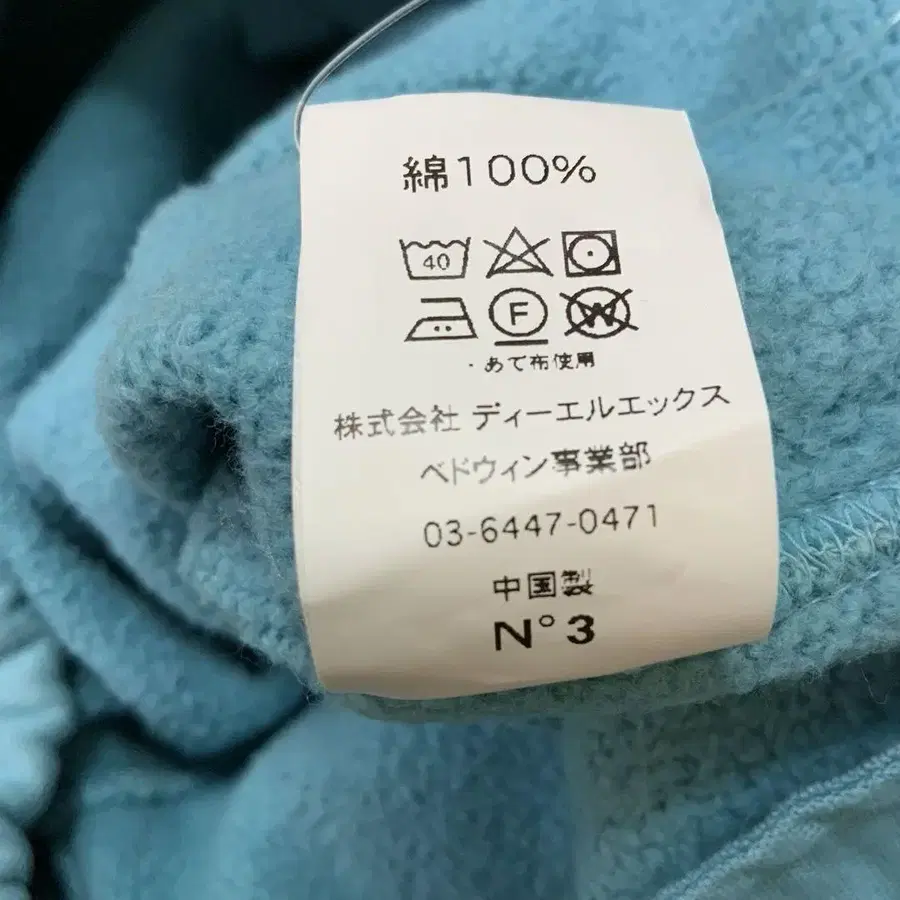 綿100%
40
F
W
・あて布使用
株式会社 ディーエルエックス
ベドウィン事業部
03-6447-0471
中国製
N°3